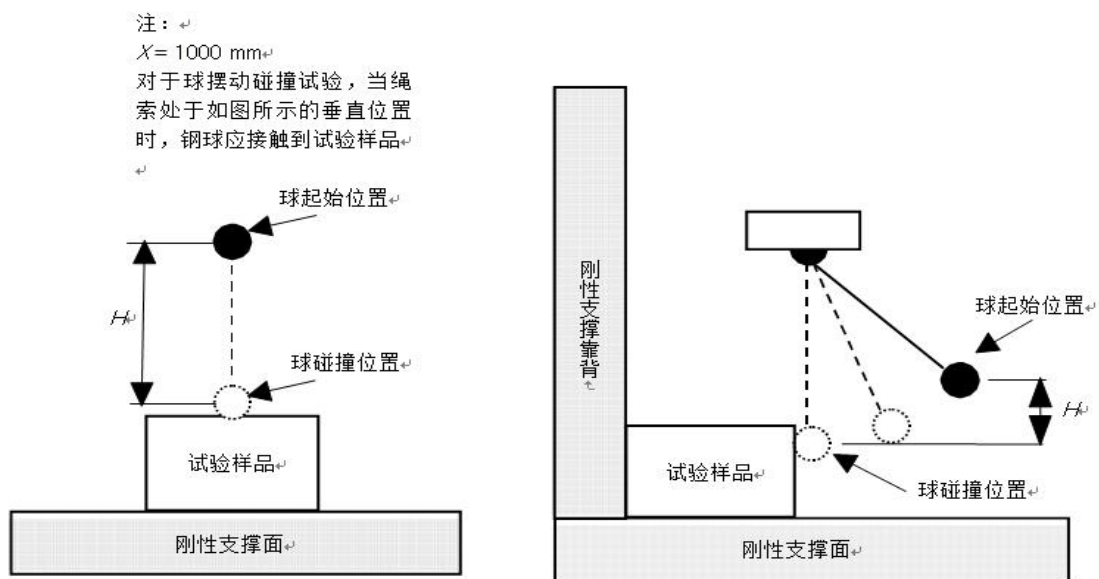 注：
X= 1000 mm
对于球摆动碰撞试验，当绳
索处于如图所示的垂直位置
时，钢球应接触到试验样品
球起始位置
H
球碰撞位置
试验样品
刚性支撑面
刚性支撑靠背
球起始位置
H
试验样品
球碰撞位置
刚性支撑面